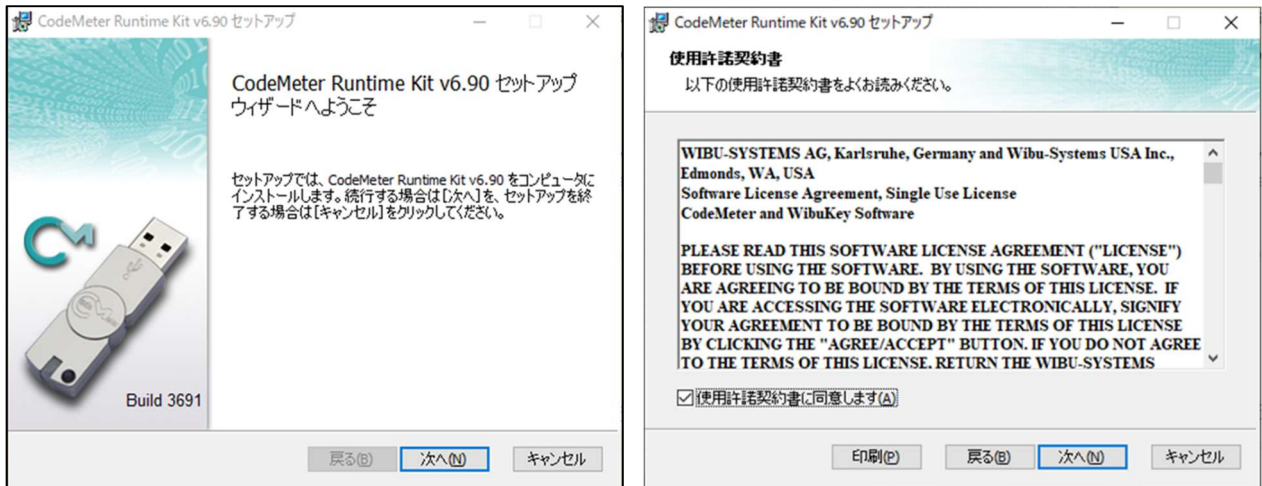 CodeMeter Runtime Kit v6.90 セットアップ
CodeMeter Runtime Kit v6.90 セットアップ
ウィザードへようこそ
セットアップでは、CodeMeter Runtime Kit v6.90 をコンピュータに
インストールします。続行する場合は[次へ]を、セットアップを終
了する場合は[キャンセル]をクリックしてください。
Build 3691
戻る(B)
次へ(N)
キャンセル
CodeMeter Runtime Kit v6.90 セットアップ
使用許諾契約書
以下の使用許諾契約書をよくお読みください。
WIBU-SYSTEMS AG, Karlsruhe, Germany and Wibu-Systems USA Inc.,
Edmonds, WA, USA
Software License Agreement, Single Use License
CodeMeter and WibuKey Software
PLEASE READ THIS SOFTWARE LICENSE AGREEMENT ("LICENSE")
BEFORE USING THE SOFTWARE. BY USING THE SOFTWARE, YOU
ARE AGREEING TO BE BOUND BY THE TERMS OF THIS LICENSE. IF
YOU ARE ACCESSING THE SOFTWARE ELECTRONICALLY, SIGNIFY
YOUR AGREEMENT TO BE BOUND BY THE TERMS OF THIS LICENSE
BY CLICKING THE "AGREE/ACCEPT" BUTTON. IF YOU DO NOT AGREE
TO THE TERMS OF THIS LICENSE, RETURN THE WIBU-SYSTEMS
使用許諾契約書に同意します(A)
印刷(P)
戻る(B)
次へ(N)
キャンセル